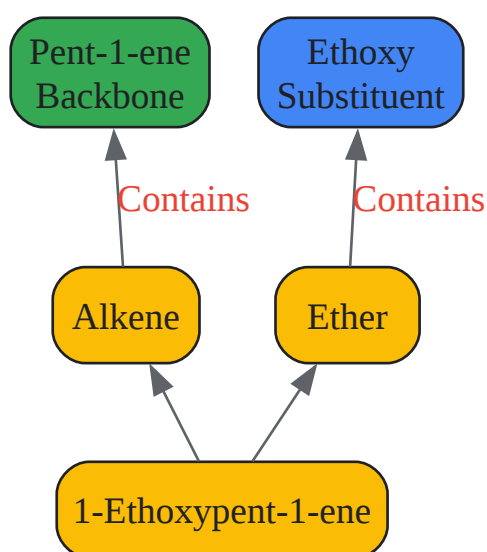 Pent-1-ene
Backbone
Ethoxy
Substituent
Contains
Contains
Alkene
Ether
1-Ethoxypent-1-ene